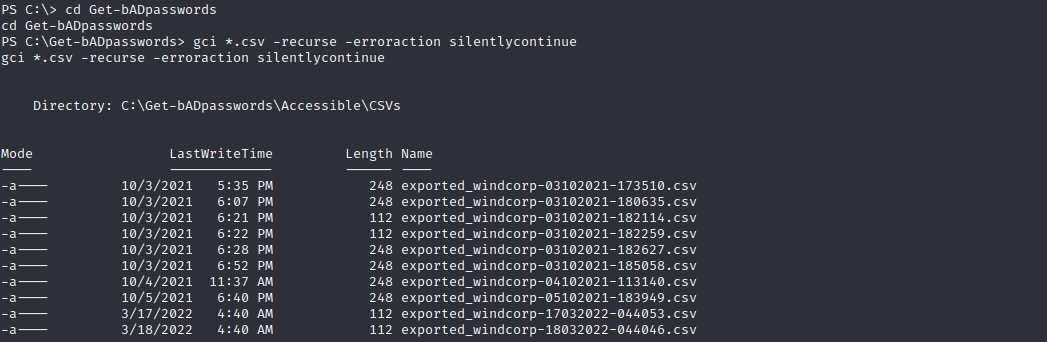 PS C:\> cd Get-bADpasswords
cd Get-bADpasswords
PS C:\Get-bADpasswords> gci *.csv -recurse -erroraction silentlycontinue
gci *.csv -recurse -erroraction silentlycontinue
Directory: C:\Get-bADpasswords\Accessible\CSVs
Mode LastWriteTime Length Name
---- ------------- ------ ----
-a---- 10/3/2021 5:35 PM 248 exported_windcorp-03102021-173510.csv
-a---- 10/3/2021 6:07 PM 248 exported_windcorp-03102021-180635.csv
-a---- 10/3/2021 6:21 PM 112 exported_windcorp-03102021-182114.csv
-a---- 10/3/2021 6:22 PM 112 exported_windcorp-03102021-182259.csv
-a---- 10/3/2021 6:28 PM 248 exported_windcorp-03102021-182627.csv
-a---- 10/3/2021 6:52 PM 248 exported_windcorp-03102021-185058.csv
-a---- 10/4/2021 11:37 AM 248 exported_windcorp-04102021-113140.csv
-a---- 10/5/2021 6:40 PM 248 exported_windcorp-05102021-183949.csv
-a---- 3/17/2022 4:40 AM 112 exported_windcorp-17032022-044053.csv
-a---- 3/18/2022 4:40 AM 112 exported_windcorp-18032022-044046.csv